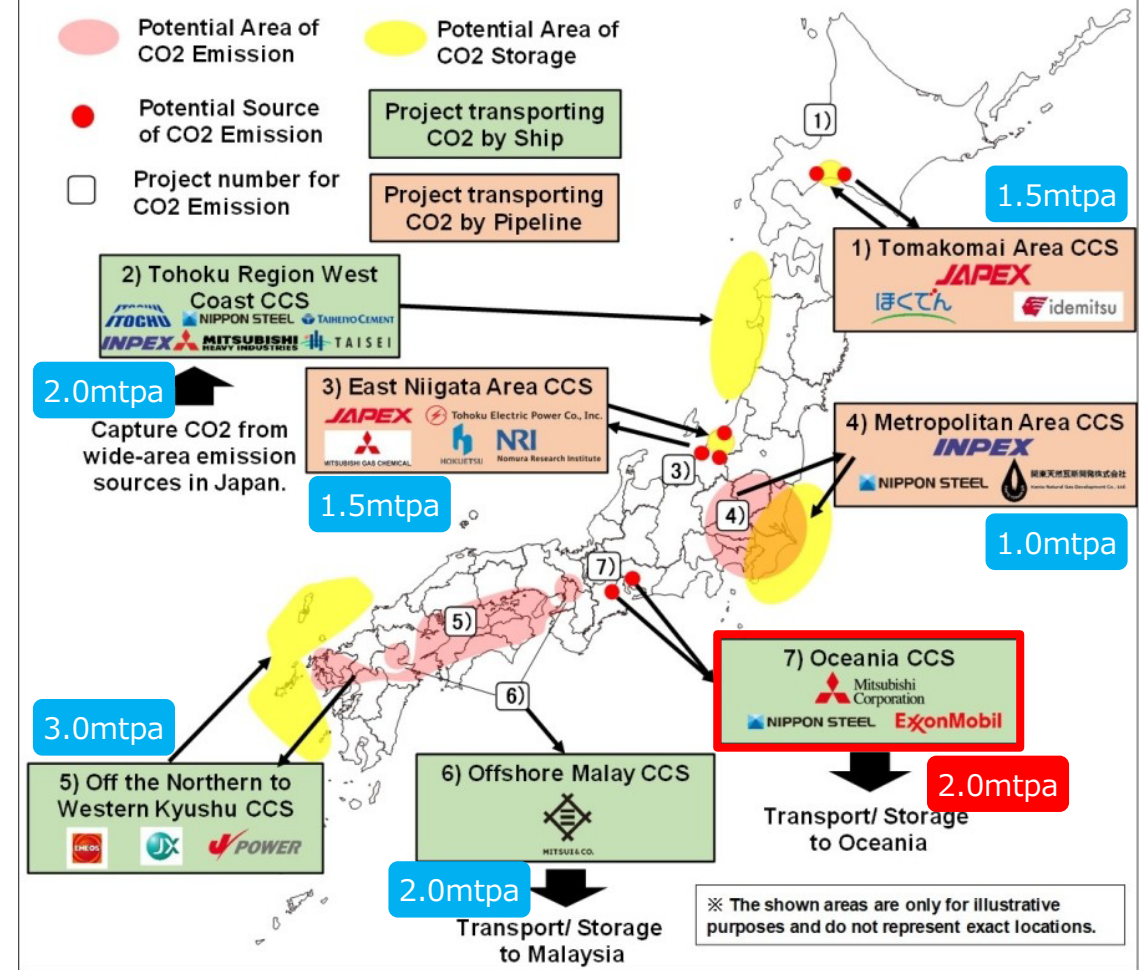 Potential Area of
CO2 Emission
Potential Area of
CO2 Storage
Potential Source
of CO2 Emission
Project transporting
CO2 by Ship
Project number for
CO2 Emission
Project transporting
CO2 by Pipeline
1)
1.5mtpa
1) Tomakomai Area CCS
JAPEX
ほくでん
idemitsu
2) Tohoku Region West
Coast CCS
ITOCHU
ITOCHU NIPPON STEEL TAIHEIYO CEMENT
INPEX MITSUBISHI HEAVY INDUSTRIES TAISEI
2.0mtpa
Capture CO2 from
wide-area emission
sources in Japan.
3) East Niigata Area CCS
JAPEX Tohoku Electric Power Co., Inc.
MITSUBISHI GAS CHEMICAL HOKUETSU NRI Nomura Research Institute
1.5mtpa
3)
4) Metropolitan Area CCS
INPEX
NIPPON STEEL
関東天然瓦斯開発株式会社
Kanto Natural Gas Development Co., Ltd.
1.0mtpa
4)
7)
5)
6)
7) Oceania CCS
Mitsubishi
Corporation
NIPPON STEEL ExxonMobil
2.0mtpa
Transport/ Storage
to Oceania
3.0mtpa
5) Off the Northern to
Western Kyushu CCS
ENEOS JX J POWER
6) Offshore Malay CCS
MITSUI & CO.
2.0mtpa
Transport/ Storage
to Malaysia
※ The shown areas are only for illustrative
purposes and do not represent exact locations.